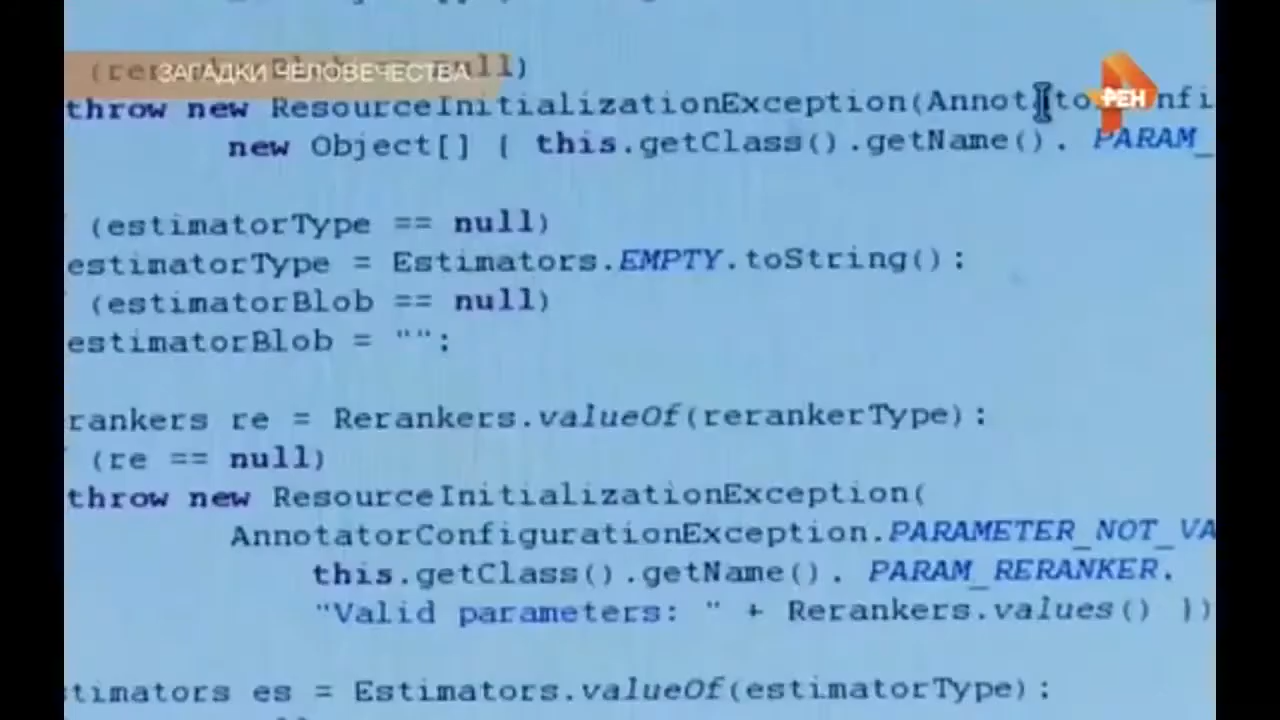 ЗАГАДКИ ЧЕЛОВЕЧЕСТВА
null)
throw new ResourceInitializationException(
РЕН
new Object[] { this.getClass().getName(), PARAM_
(estimatorType == null)
estimatorType = Estimators.EMPTY.toString();
(estimatorBlob == null)
estimatorBlob = "";
rankers re = Rerankers.valueOf(rerankerType);
(re == null)
throw new ResourceInitializationException(
AnnotatorConfigurationException.PARAMETER_NOT_VA
this.getClass().getName(), PARAM_RERANKER,
"Valid parameters: " + Rerankers.values() })
timators es = Estimators.valueOf(estimatorType);